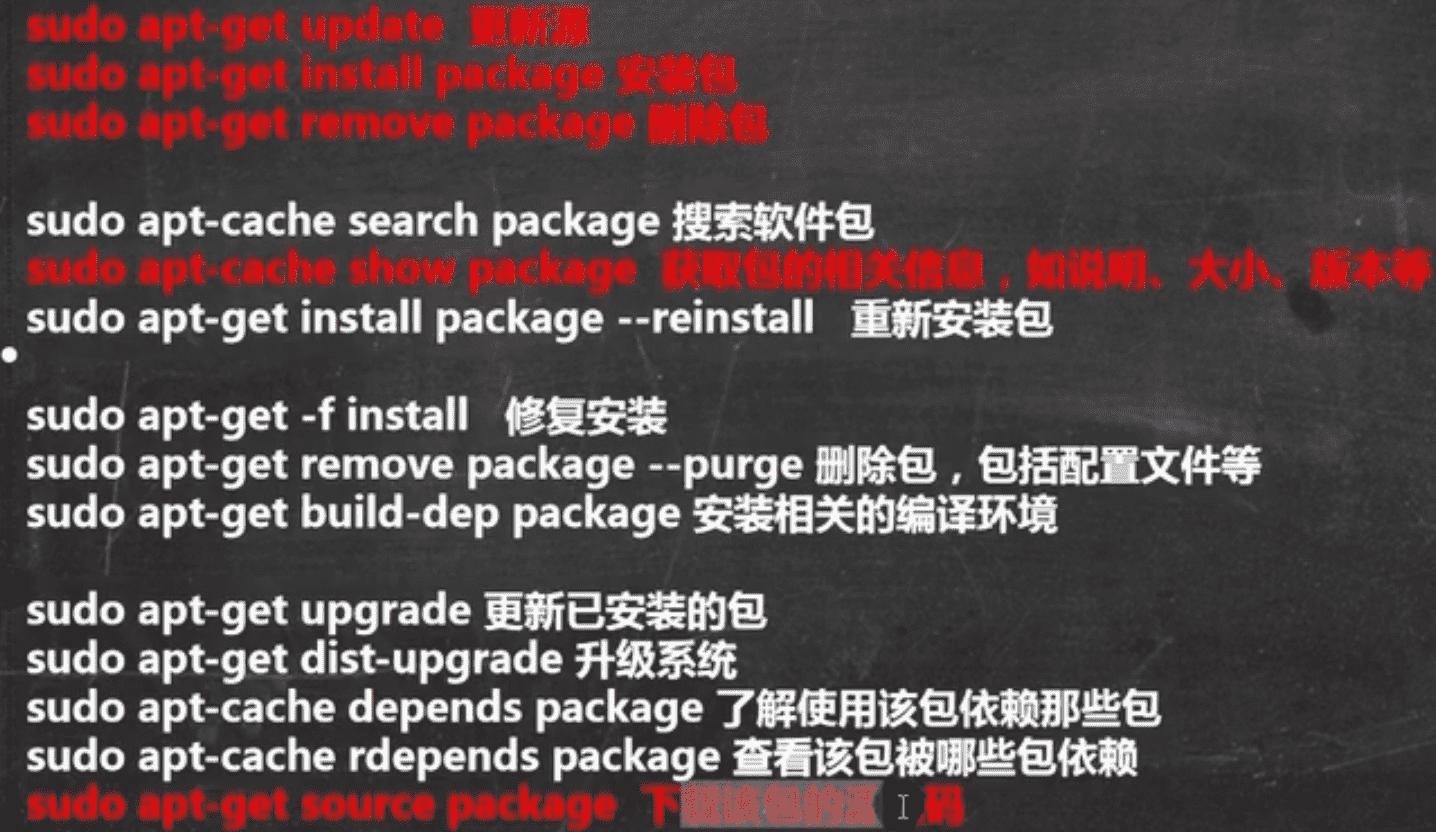 sudo apt-get update 更新源
sudo apt-get install package 安装包
sudo apt-get remove package 删除包
sudo apt-cache search package 搜索软件包
sudo apt-cache show package 获取包的相关信息，如说明、大小、版本等
sudo apt-get install package --reinstall 重新安装包
sudo apt-get -f install 修复安装
sudo apt-get remove package --purge 删除包，包括配置文件等
sudo apt-get build-dep package 安装相关的编译环境
sudo apt-get upgrade 更新已安装的包
sudo apt-get dist-upgrade 升级系统
sudo apt-cache depends package 了解使用该包依赖那些包
sudo apt-cache rdepends package 查看该包被哪些包依赖
sudo apt-get source package 下载该包的源码